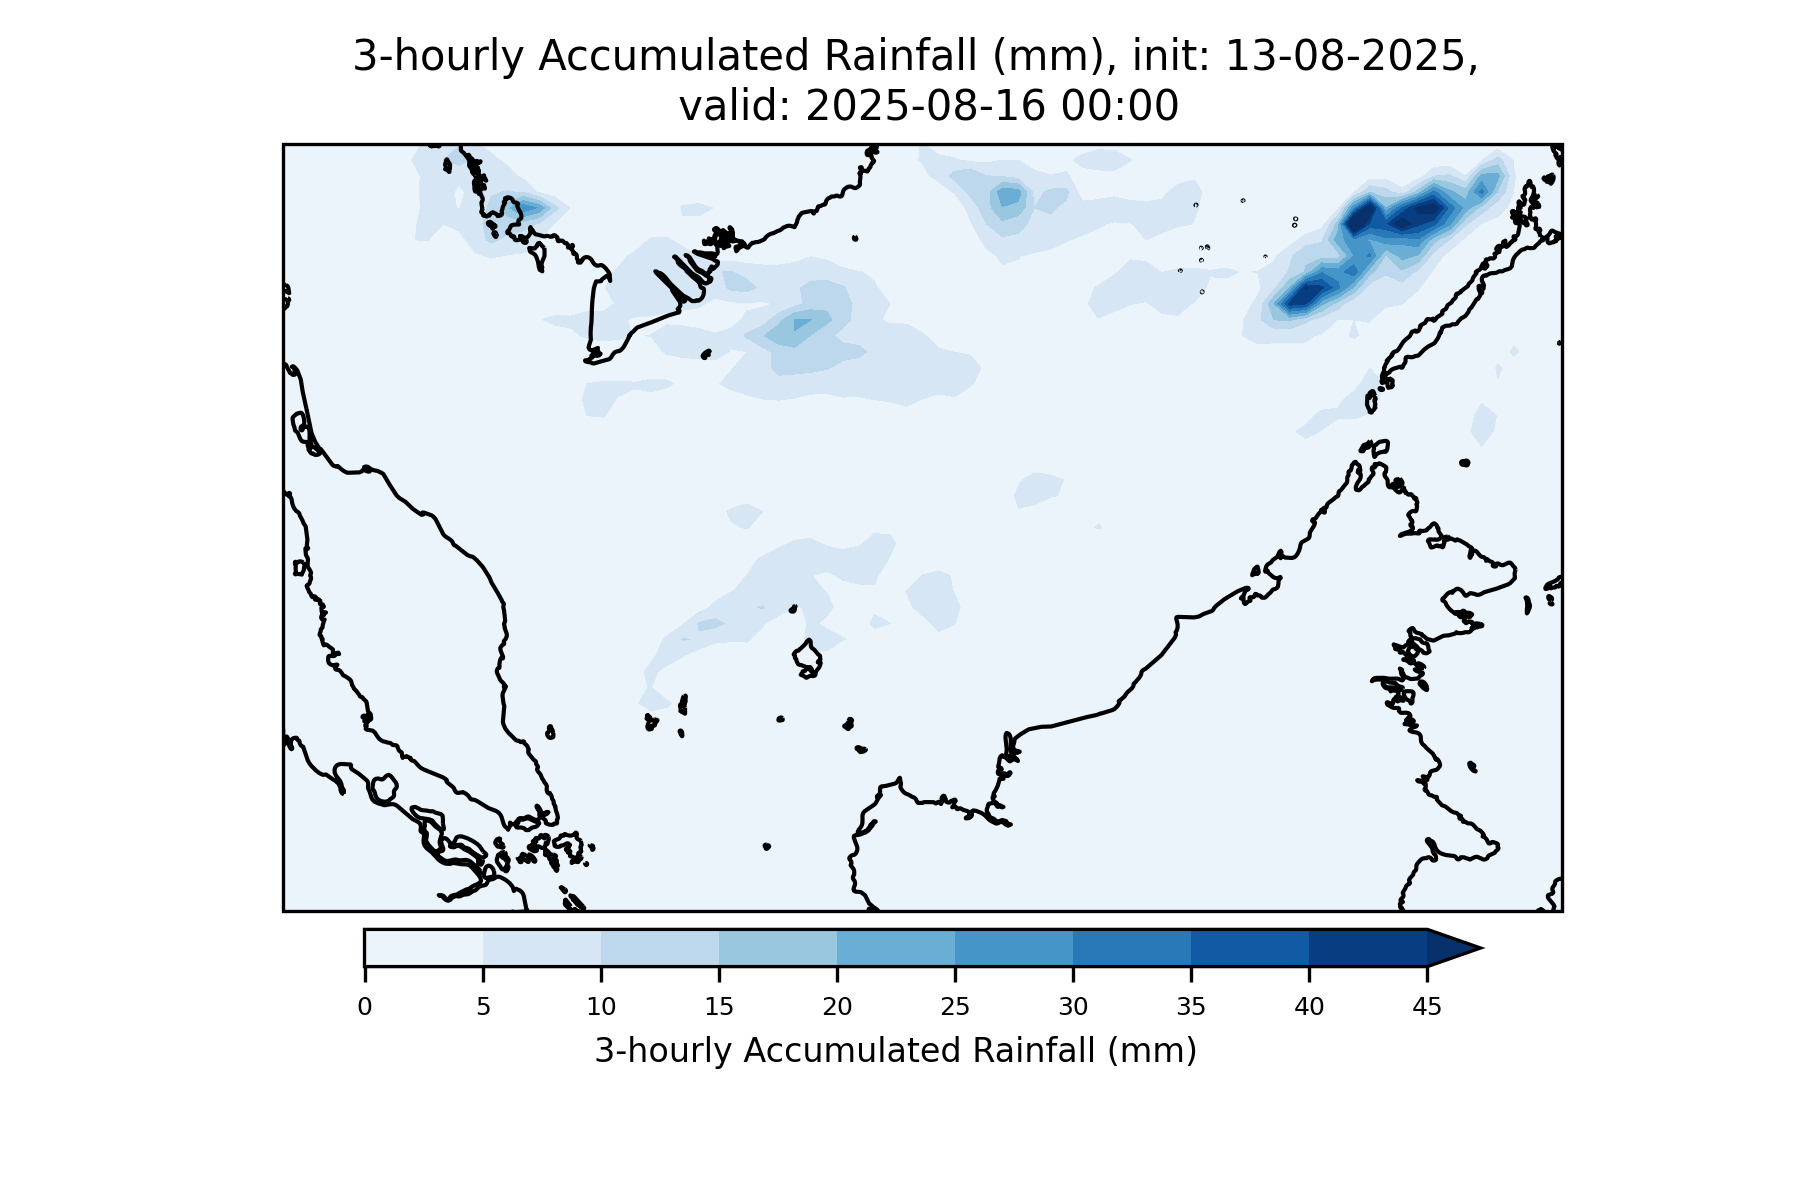 3-hourly Accumulated Rainfall (mm), init: 13-08-2025,
valid: 2025-08-16 00:00
0 5 10 15 20 25 30 35 40 45
3-hourly Accumulated Rainfall (mm)